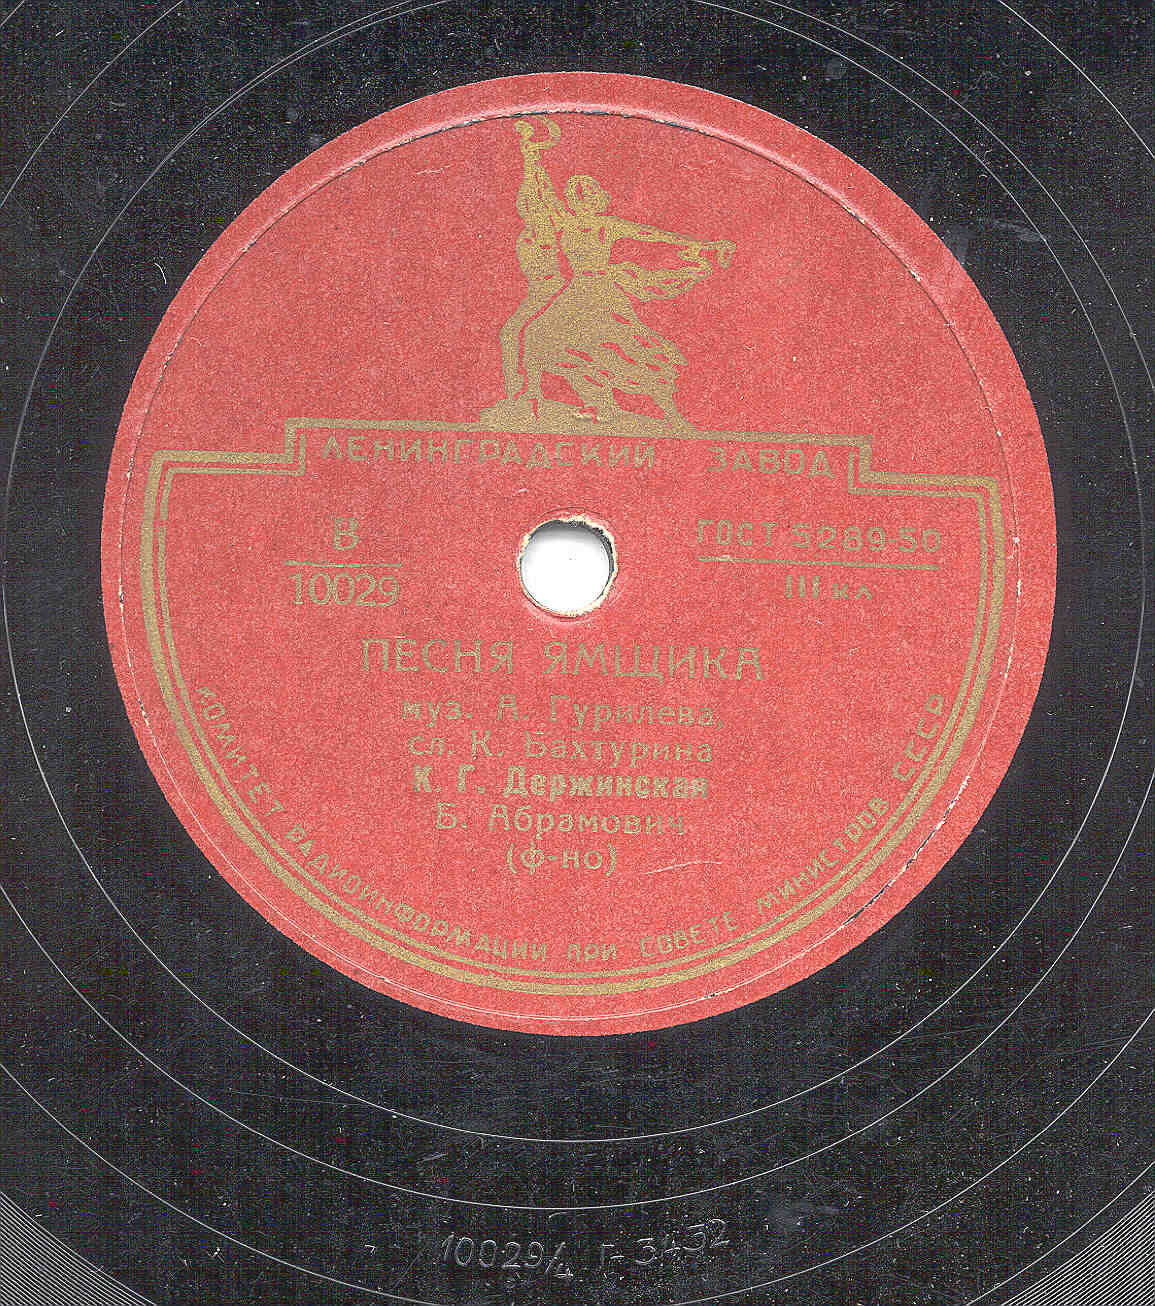 ЛЕНИНГРАДСКИЙ ЗАВОД
В
10029
ГОСТ 5289-50
III кл
ПЕСНЯ ЯМЩИКА
муз. А. Гурилева,
сл. К. Бахтурина
К. Г. Держинская
Б. Абрамович
(ф-но)
КОМИТЕТ РАДИОИНФОРМАЦИИ ПРИ СОВЕТЕ МИНИСТРОВ СССР
10029/4 Г-3432